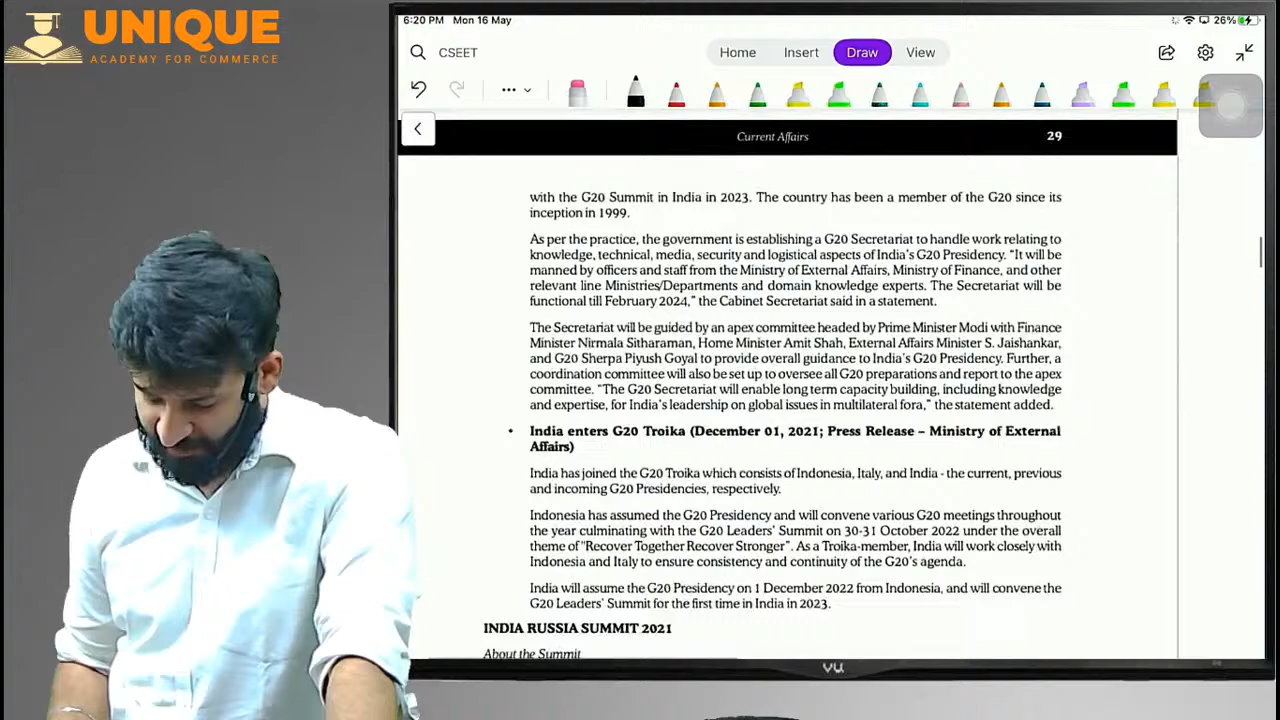 UNIQUE
ACADEMY FOR COMMERCE
6:20 PM Mon 16 May
26%
CSEET
Home Insert Draw View
Current Affairs 29
with the G20 Summit in India in 2023. The country has been a member of the G20 since its
inception in 1999.
As per the practice, the government is establishing a G20 Secretariat to handle work relating to
knowledge, technical, media, security and logistical aspects of India's G20 Presidency. "It will be
manned by officers and staff from the Ministry of External Affairs, Ministry of Finance, and other
relevant line Ministries/Departments and domain knowledge experts. The Secretariat will be
functional till February 2024," the Cabinet Secretariat said in a statement.
The Secretariat will be guided by an apex committee headed by Prime Minister Modi with Finance
Minister Nirmala Sitharaman, Home Minister Amit Shah, External Affairs Minister S. Jaishankar,
and G20 Sherpa Piyush Goyal to provide overall guidance to India's G20 Presidency. Further, a
coordination committee will also be set up to oversee all G20 preparations and report to the apex
committee. "The G20 Secretariat will enable long term capacity building, including knowledge
and expertise, for India's leadership on global issues in multilateral fora," the statement added.
• India enters G20 Troika (December 01, 2021; Press Release – Ministry of External
Affairs)
India has joined the G20 Troika which consists of Indonesia, Italy, and India - the current, previous
and incoming G20 Presidencies, respectively.
Indonesia has assumed the G20 Presidency and will convene various G20 meetings throughout
the year culminating with the G20 Leaders' Summit on 30-31 October 2022 under the overall
theme of "Recover Together Recover Stronger". As a Troika-member, India will work closely with
Indonesia and Italy to ensure consistency and continuity of the G20's agenda.
India will assume the G20 Presidency on 1 December 2022 from Indonesia, and will convene the
G20 Leaders' Summit for the first time in India in 2023.
INDIA RUSSIA SUMMIT 2021
About the Summit
VU